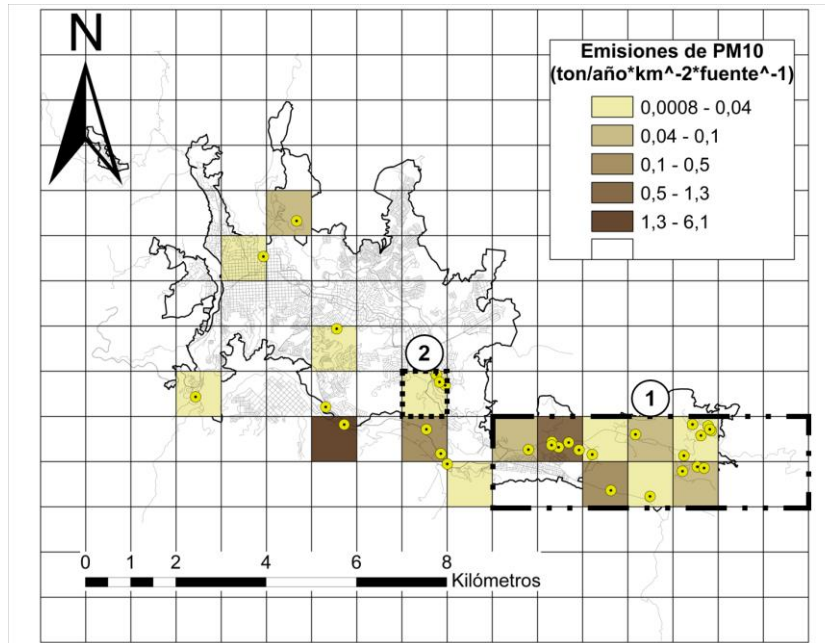 N
Emisiones de PM10
(ton/año*km^-2*fuente^-1)
0,0008 - 0,04
0,04 - 0,1
0,1 - 0,5
0,5 - 1,3
1,3 - 6,1
2
1
0 1 2 4 6 8
Kilómetros